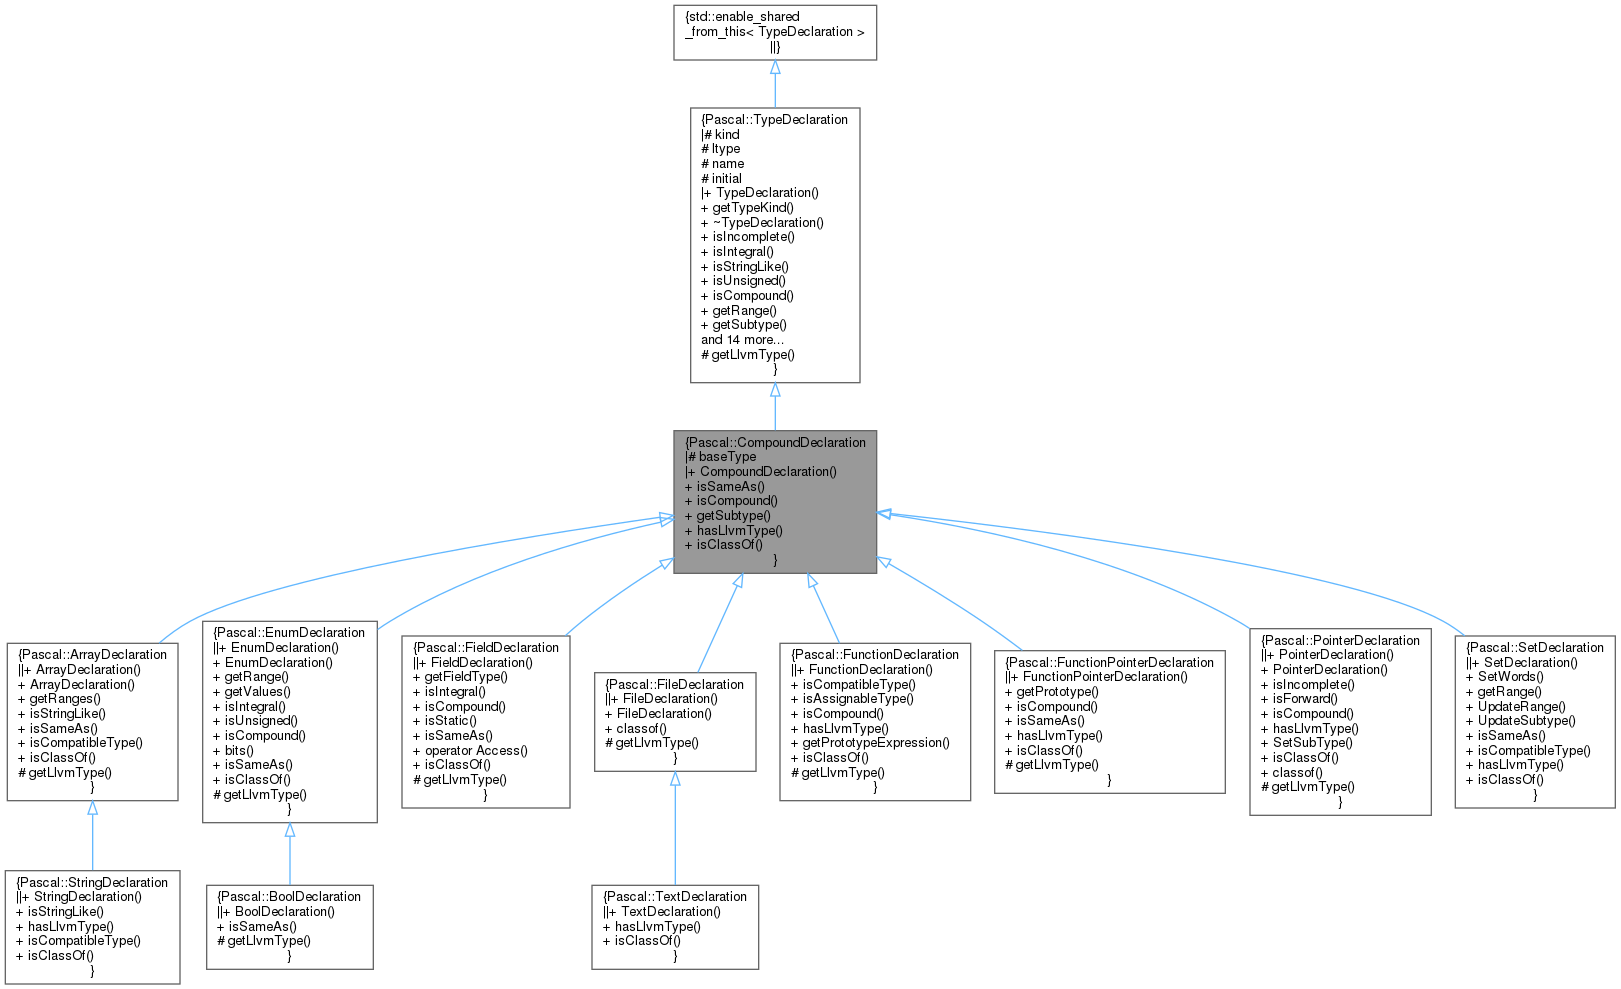 {std::enable_shared
_from_this< TypeDeclaration >
||}
{Pascal::TypeDeclaration
|# kind
# ltype
# name
# initial
|+ TypeDeclaration()
+ getTypeKind()
+ ~TypeDeclaration()
+ isIncomplete()
+ isIntegral()
+ isStringLike()
+ isUnsigned()
+ isCompound()
+ getRange()
+ getSubtype()
and 14 more...
# getLlvmType()
}
{Pascal::CompoundDeclaration
|# baseType
|+ CompoundDeclaration()
+ isSameAs()
+ isCompound()
+ getSubtype()
+ hasLlvmType()
+ isClassOf()
}
{Pascal::ArrayDeclaration
||+ ArrayDeclaration()
+ ArrayDeclaration()
+ getRanges()
+ isStringLike()
+ isSameAs()
+ isCompatibleType()
+ isClassOf()
# getLlvmType()
}
{Pascal::EnumDeclaration
||+ EnumDeclaration()
+ EnumDeclaration()
+ getRange()
+ getValues()
+ isIntegral()
+ isUnsigned()
+ isCompound()
+ bits()
+ isSameAs()
+ isClassOf()
# getLlvmType()
}
{Pascal::FieldDeclaration
||+ FieldDeclaration()
+ getFieldType()
+ isIntegral()
+ isCompound()
+ isStatic()
+ isSameAs()
+ operator Access()
+ isClassOf()
# getLlvmType()
}
{Pascal::FileDeclaration
||+ FileDeclaration()
+ FileDeclaration()
+ classof()
# getLlvmType()
}
{Pascal::FunctionDeclaration
||+ FunctionDeclaration()
+ isCompatibleType()
+ isAssignableType()
+ isCompound()
+ hasLlvmType()
+ getPrototypeExpression()
+ isClassOf()
# getLlvmType()
}
{Pascal::FunctionPointerDeclaration
||+ FunctionPointerDeclaration()
+ getPrototype()
+ isCompound()
+ isSameAs()
+ hasLlvmType()
+ isClassOf()
# getLlvmType()
}
{Pascal::PointerDeclaration
||+ PointerDeclaration()
+ PointerDeclaration()
+ isIncomplete()
+ isForward()
+ isCompound()
+ hasLlvmType()
+ SetSubType()
+ isClassOf()
+ classof()
# getLlvmType()
}
{Pascal::SetDeclaration
||+ SetDeclaration()
+ SetWords()
+ getRange()
+ UpdateRange()
+ UpdateSubtype()
+ isSameAs()
+ isCompatibleType()
+ hasLlvmType()
+ isClassOf()
}
{Pascal::StringDeclaration
||+ StringDeclaration()
+ isStringLike()
+ hasLlvmType()
+ isCompatibleType()
+ isClassOf()
}
{Pascal::BoolDeclaration
||+ BoolDeclaration()
+ isSameAs()
# getLlvmType()
}
{Pascal::TextDeclaration
||+ TextDeclaration()
+ hasLlvmType()
+ isClassOf()
}